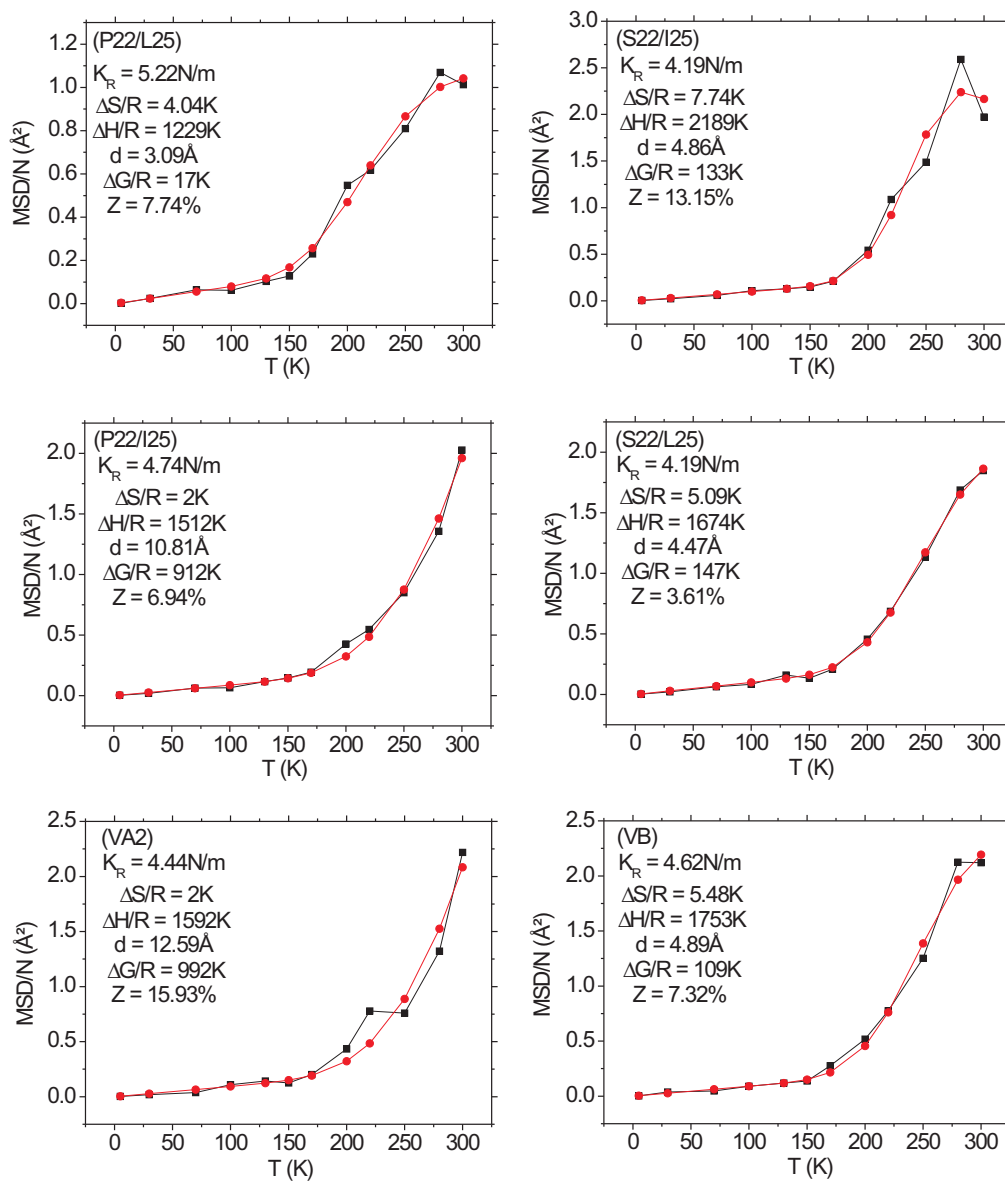 (P22/L25)
K_R = 5.22N/m
ΔS/R = 4.04K
ΔH/R = 1229K
d = 3.09Å
ΔG/R = 17K
Z = 7.74%
MSD/N (Å²)
1.2
1.0
0.8
0.6
0.4
0.2
0.0
0 50 100 150 200 250 300
T (K)
(S22/I25)
K_R = 4.19N/m
ΔS/R = 7.74K
ΔH/R = 2189K
d = 4.86Å
ΔG/R = 133K
Z = 13.15%
MSD/N (Å²)
3.0
2.5
2.0
1.5
1.0
0.5
0.0
0 50 100 150 200 250 300
T (K)
(P22/I25)
K_R = 4.74N/m
ΔS/R = 2K
ΔH/R = 1512K
d = 10.81Å
ΔG/R = 912K
Z = 6.94%
MSD/N (Å²)
2.0
1.5
1.0
0.5
0.0
0 50 100 150 200 250 300
T (K)
(S22/L25)
K_R = 4.19N/m
ΔS/R = 5.09K
ΔH/R = 1674K
d = 4.47Å
ΔG/R = 147K
Z = 3.61%
MSD/N (Å²)
2.0
1.5
1.0
0.5
0.0
0 50 100 150 200 250 300
T (K)
(VA2)
K_R = 4.44N/m
ΔS/R = 2K
ΔH/R = 1592K
d = 12.59Å
ΔG/R = 992K
Z = 15.93%
MSD/N (Å²)
2.5
2.0
1.5
1.0
0.5
0.0
0 50 100 150 200 250 300
T (K)
(VB)
K_R = 4.62N/m
ΔS/R = 5.48K
ΔH/R = 1753K
d = 4.89Å
ΔG/R = 109K
Z = 7.32%
MSD/N (Å²)
2.5
2.0
1.5
1.0
0.5
0.0
0 50 100 150 200 250 300
T (K)